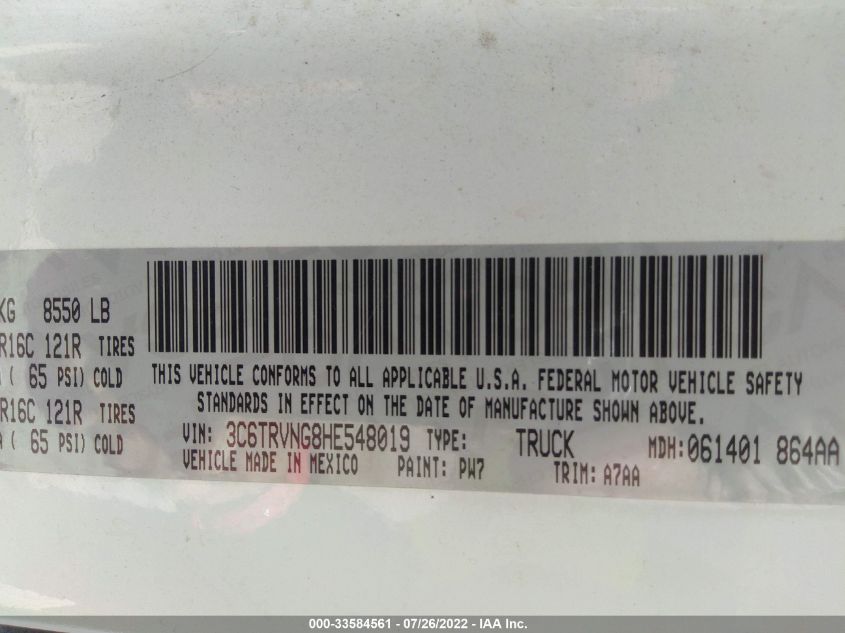 KG 8550 LB
R16C 121R TIRES
( 65 PSI) COLD
R16C 121R TIRES
( 65 PSI) COLD
THIS VEHICLE CONFORMS TO ALL APPLICABLE U.S.A. FEDERAL MOTOR VEHICLE SAFETY
STANDARDS IN EFFECT ON THE DATE OF MANUFACTURE SHOWN ABOVE.
VIN: 3C6TRVNG8HE548019 TYPE: TRUCK MDH:061401 864AA
VEHICLE MADE IN MEXICO PAINT: PW7 TRIM: A7AA
000-33584561 - 07/26/2022 - IAA Inc.